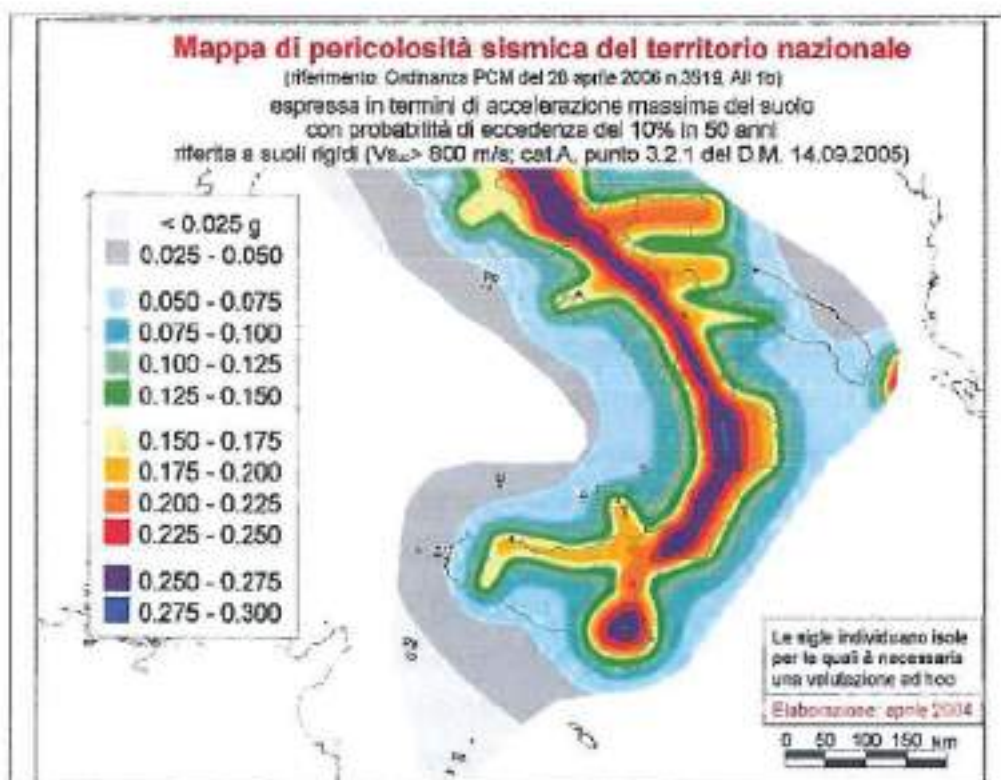 Mappa di pericolosità sismica del territorio nazionale
(riferimento: Ordinanza PCM del 28 aprile 2006 n.3519, All 1b)
espressa in termini di accelerazione massima del suolo
con probabilità di eccedenza del 10% in 50 anni
riferita a suoli rigidi (Vs₃₀> 800 m/s; cat.A, punto 3.2.1 del D.M. 14.09.2005)
< 0.025 g
0.025 - 0.050
0.050 - 0.075
0.075 - 0.100
0.100 - 0.125
0.125 - 0.150
0.150 - 0.175
0.175 - 0.200
0.200 - 0.225
0.225 - 0.250
0.250 - 0.275
0.275 - 0.300
Le sigle individuano isole
per le quali è necessaria
una valutazione ad hoc
Elaborazione: aprile 2004
0 50 100 150 km